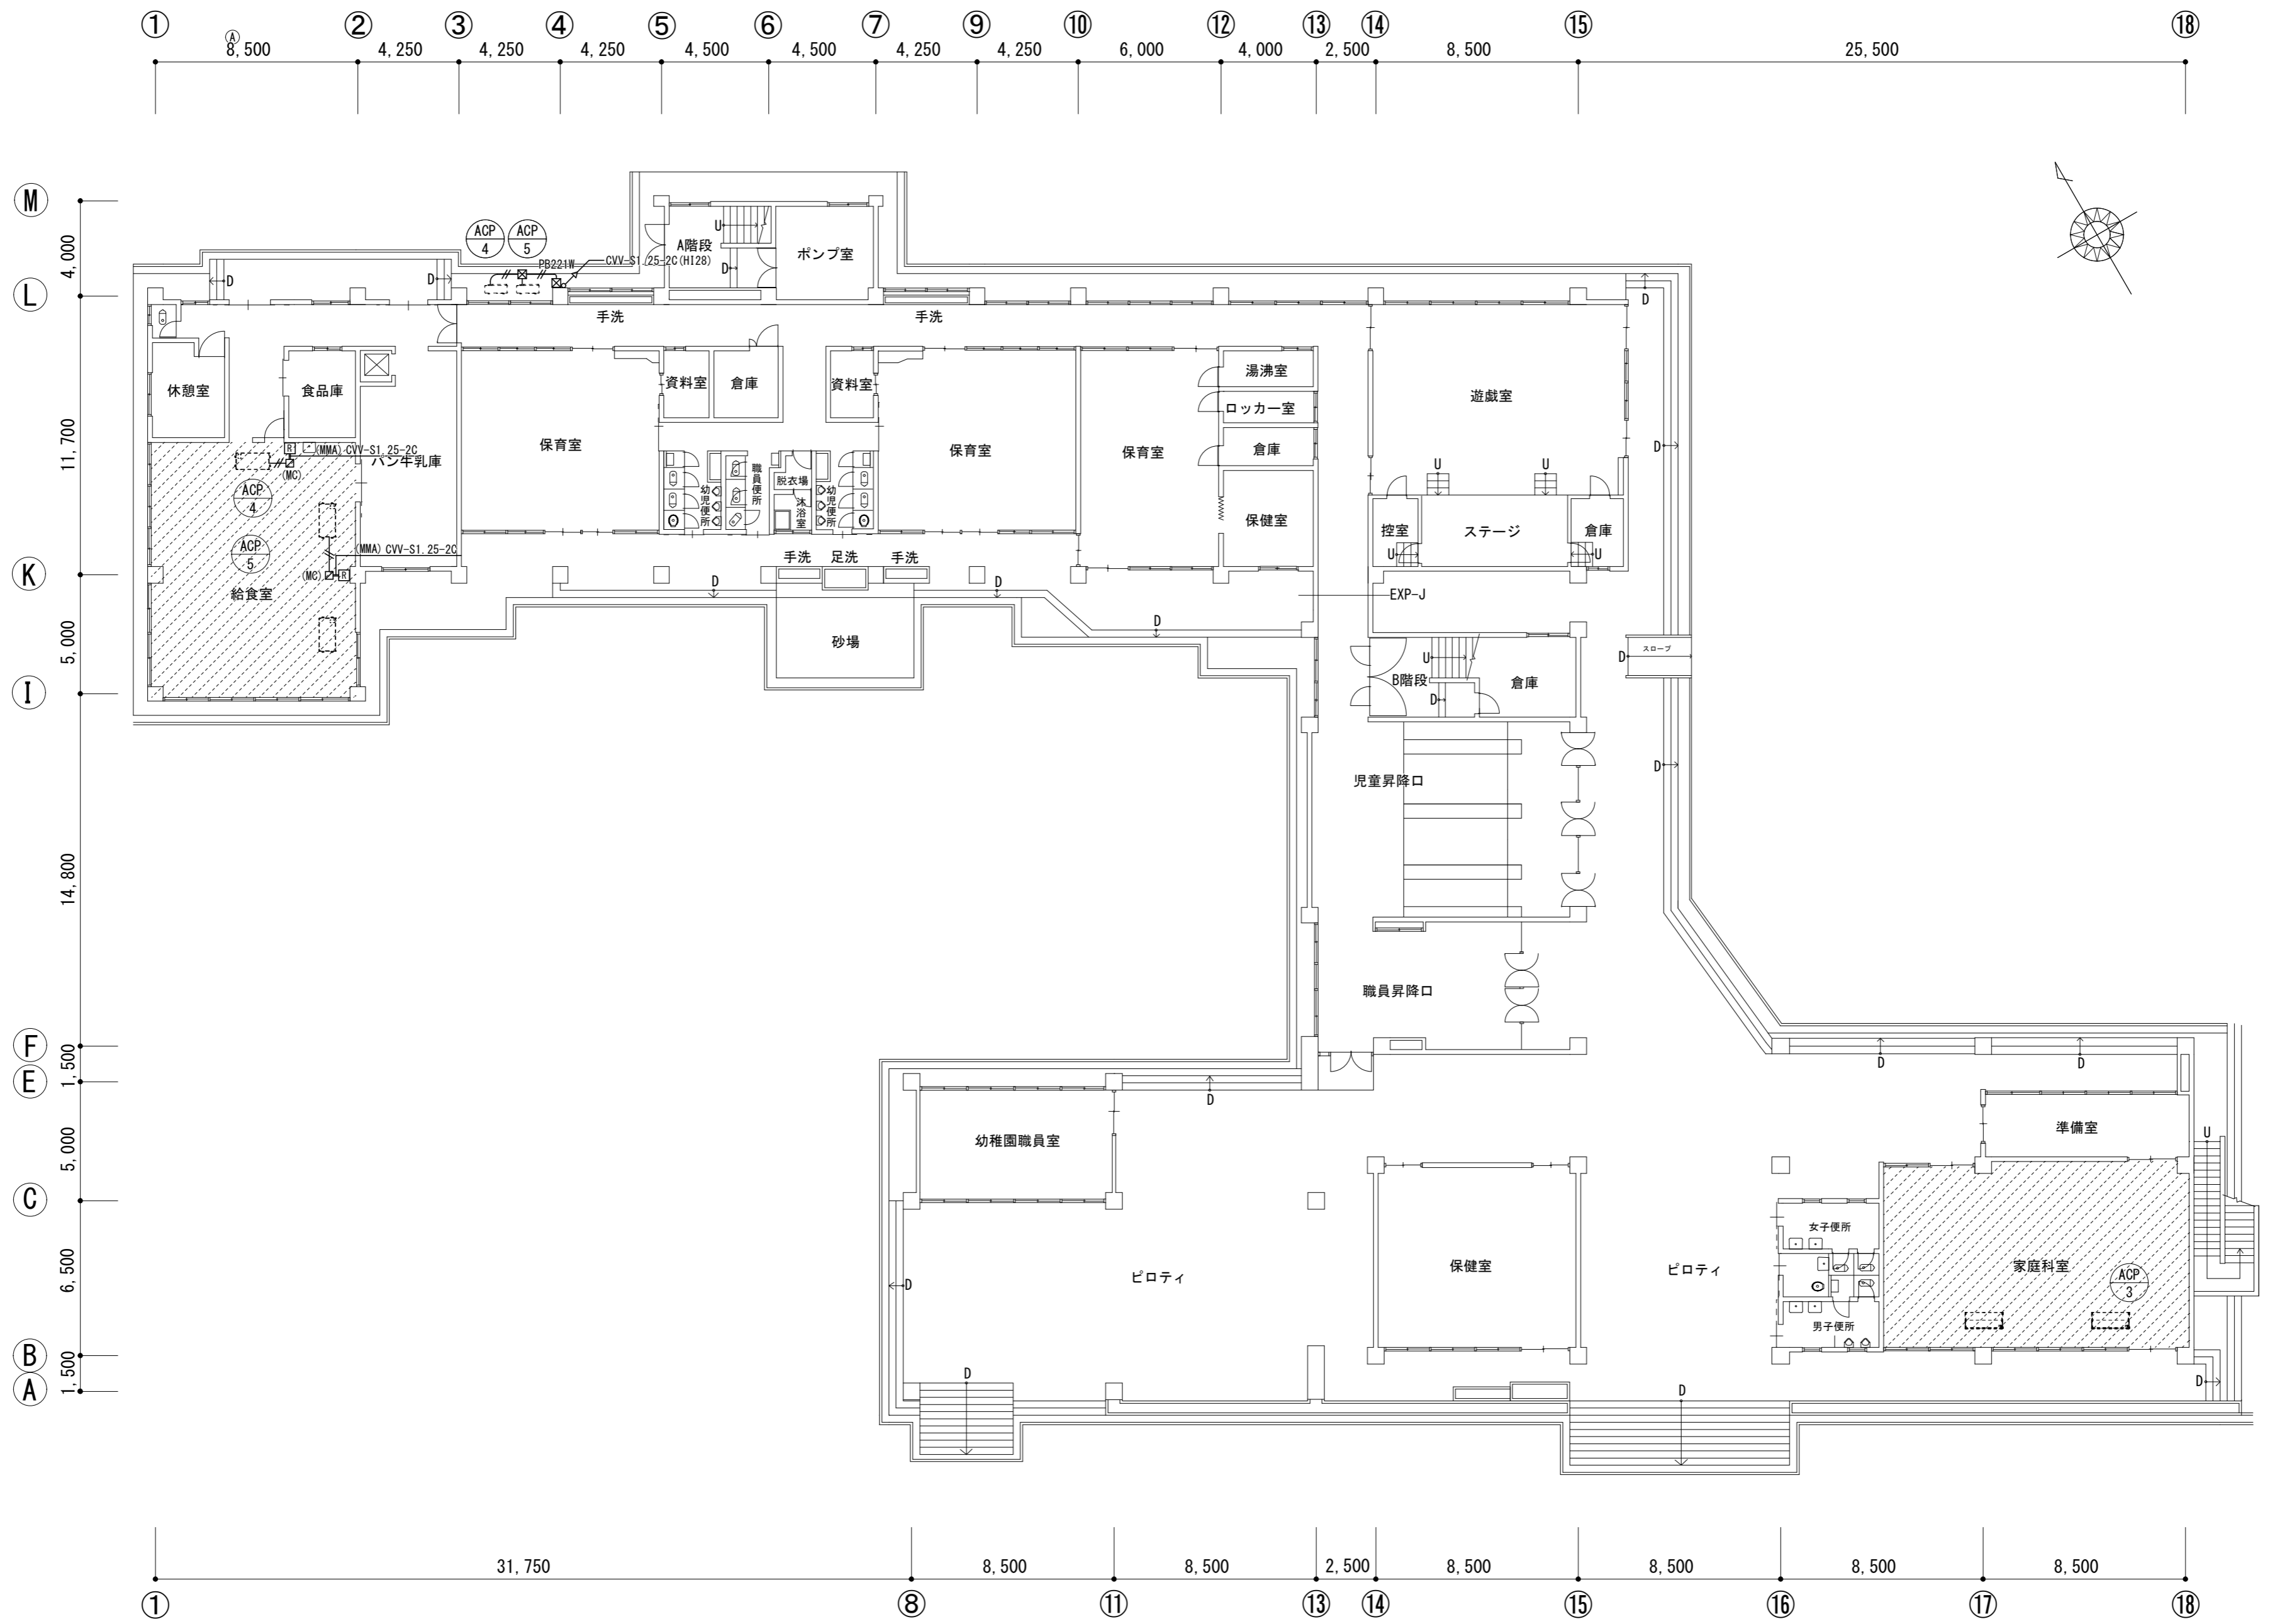 ① ② ③ ④ ⑤ ⑥ ⑦ ⑨ ⑩ ⑫ ⑬ ⑭ ⑮ ⑱
Ⓐ
8,500 4,250 4,250 4,250 4,500 4,500 4,250 4,250 6,000 4,000 2,500 8,500 25,500
Ⓜ
4,000
Ⓛ
11,700
Ⓚ
5,000
Ⓘ
14,800
Ⓕ
1,500
Ⓔ
5,000
Ⓒ
6,500
Ⓑ
1,500
Ⓐ
ACP 4
ACP 5
PB221W
CVV-S1.25-2C(HI28)
A階段
U
D
ポンプ室
D
D
D
手洗
手洗
休憩室
食品庫
資料室
倉庫
資料室
湯沸室
ロッカー室
倉庫
遊戯室
D
保育室
保育室
保育室
R
(MMA) CVV-S1.25-2C
パン牛乳庫
(MC)
ACP 4
ACP 5
(MMA) CVV-S1.25-2C
(MC)
R
給食室
幼児便所
職員便所
脱衣場
沐浴室
幼児便所
保健室
U
U
控室
ステージ
倉庫
U
U
手洗
足洗
手洗
D
D
D
EXP-J
砂場
U
B階段
D
倉庫
スロープ
D
児童昇降口
D
職員昇降口
D
D
D
幼稚園職員室
準備室
U
女子便所
ピロティ
保健室
ピロティ
家庭科室
ACP 3
D
男子便所
D
D
D
31,750 8,500 8,500 2,500 8,500 8,500 8,500 8,500
① ⑧ ⑪ ⑬ ⑭ ⑮ ⑯ ⑰ ⑱